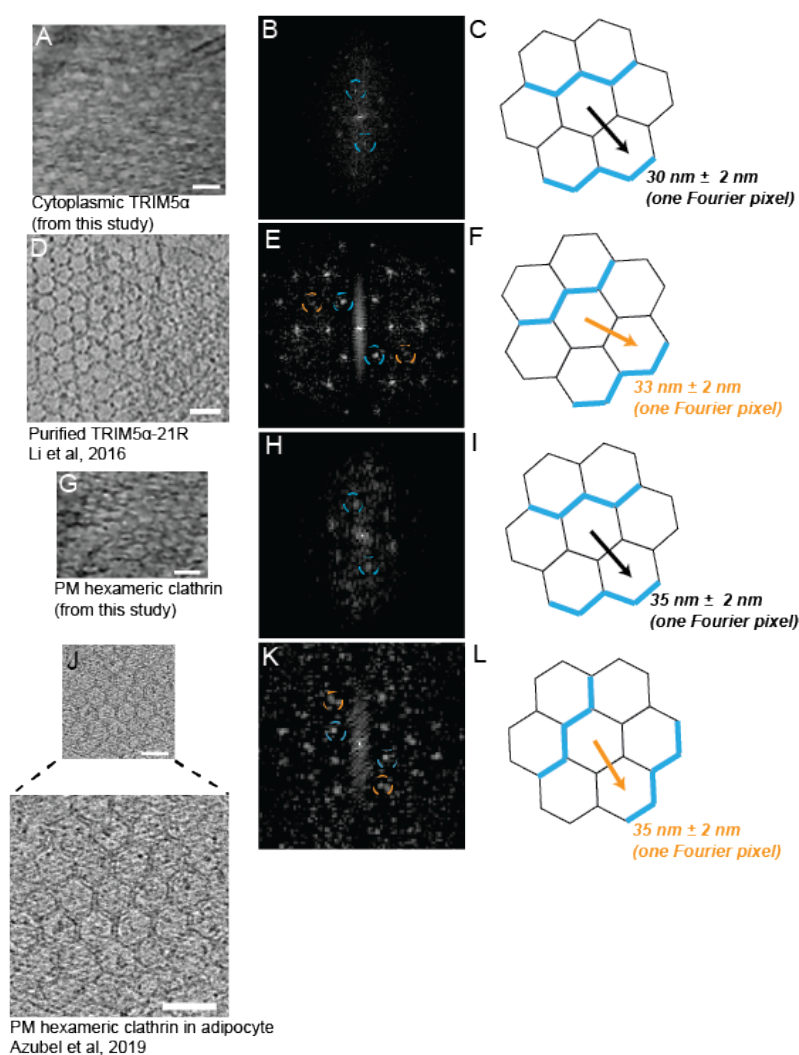 A
B
C
Cytoplasmic TRIM5α
(from this study)
30 nm ± 2 nm
(one Fourier pixel)
D
E
F
Purified TRIM5α-21R
Li et al, 2016
33 nm ± 2 nm
(one Fourier pixel)
G
H
I
PM hexameric clathrin
(from this study)
35 nm ± 2 nm
(one Fourier pixel)
J
K
L
35 nm ± 2 nm
(one Fourier pixel)
PM hexameric clathrin in adipocyte
Azubel et al, 2019